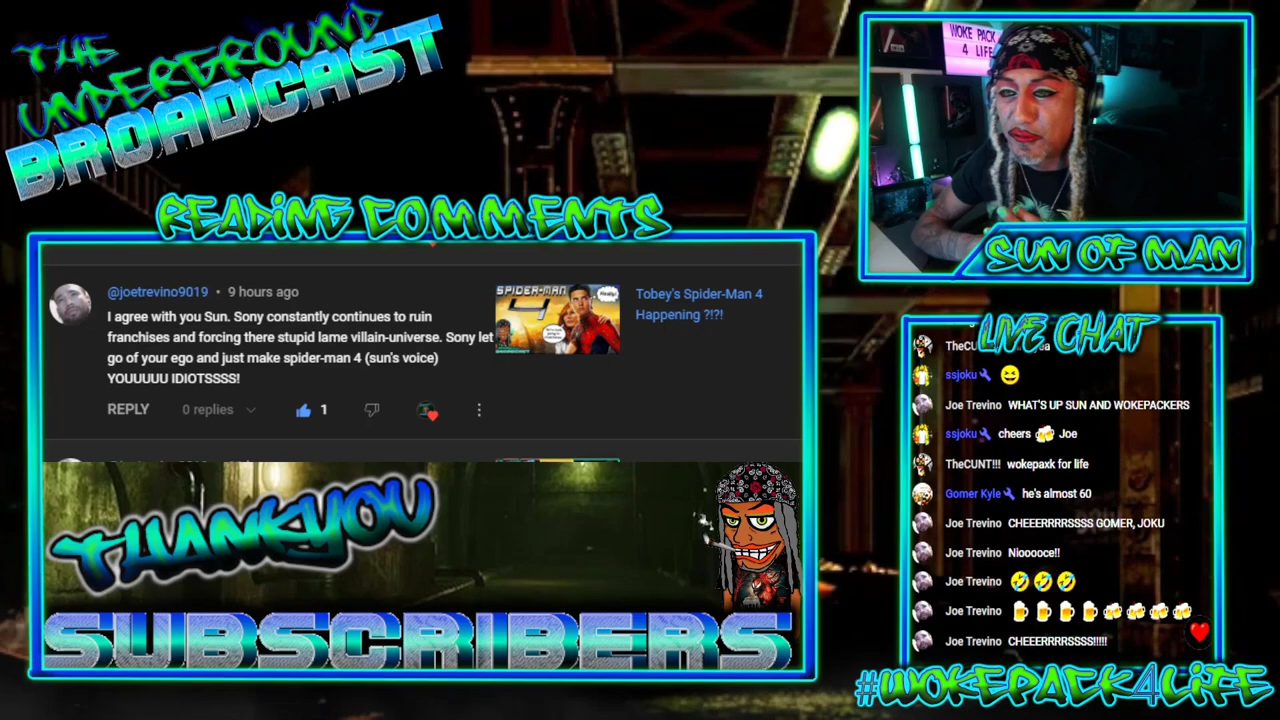 THE
UNDERGROUND
BROADCAST
WOKE PACK
4 LIFE
SUN OF MAN
READING COMMENTS
@joetrevino9019 • 9 hours ago
I agree with you Sun. Sony constantly continues to ruin
franchises and forcing there stupid lame villain-universe. Sony let
go of your ego and just make spider-man 4 (sun's voice)
YOUUUUU IDIOTSSSS!
REPLY 0 replies 1
SPIDER-MAN
4
Tobey's Spider-Man 4
Happening ?!?!
THANKYOU
SUBSCRIBERS
LIVE CHAT
ssjoku 😆
Joe Trevino WHAT'S UP SUN AND WOKEPACKERS
ssjoku cheers 🍻 Joe
TheCUNT!!! wokepaxk for life
Gomer Kyle he's almost 60
Joe Trevino CHEEERRRRSSSS GOMER, JOKU
Joe Trevino Nioooooce!!
Joe Trevino 🤣🤣🤣
Joe Trevino 🍺🍺🍺🍺🍻🍻🍻🍻
Joe Trevino CHEEERRRRSSSS!!!!!
#WOKEPACK4LIFE